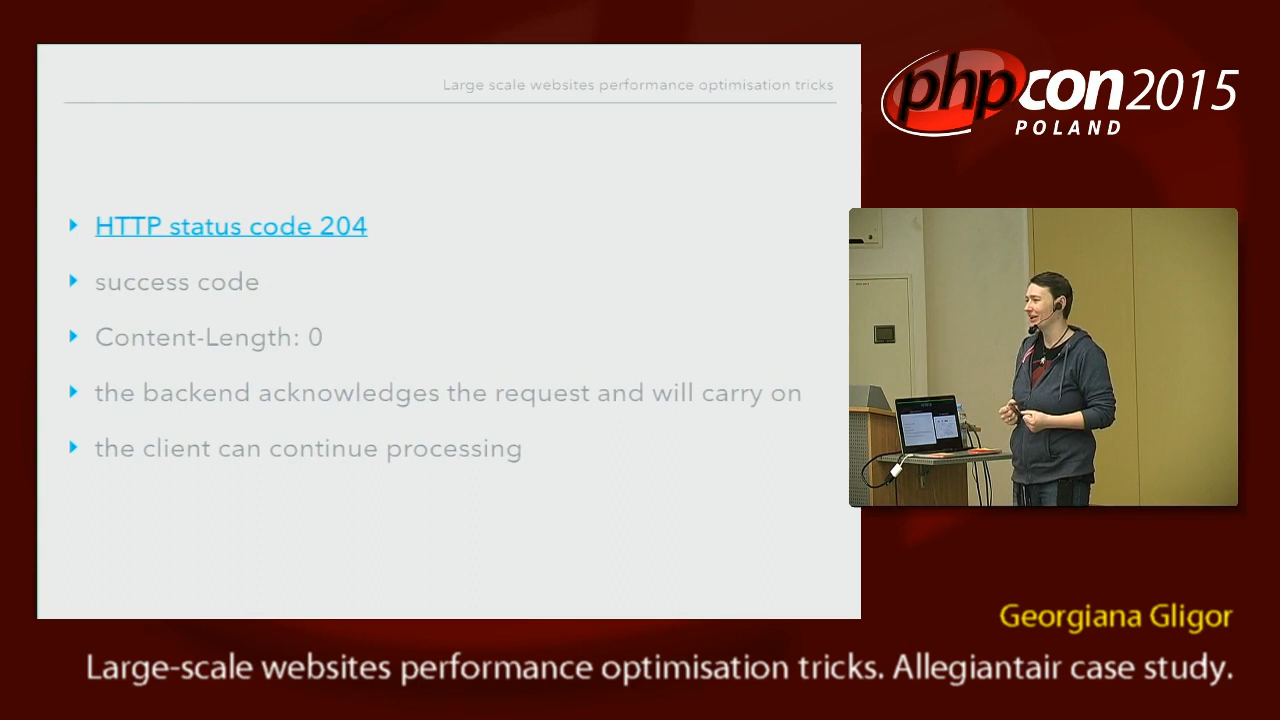 Large scale websites performance optimisation tricks
HTTP status code 204
success code
Content-Length: 0
the backend acknowledges the request and will carry on
the client can continue processing
phpcon2015
POLAND
Georgiana Gligor
Large-scale websites performance optimisation tricks. Allegiantair case study.